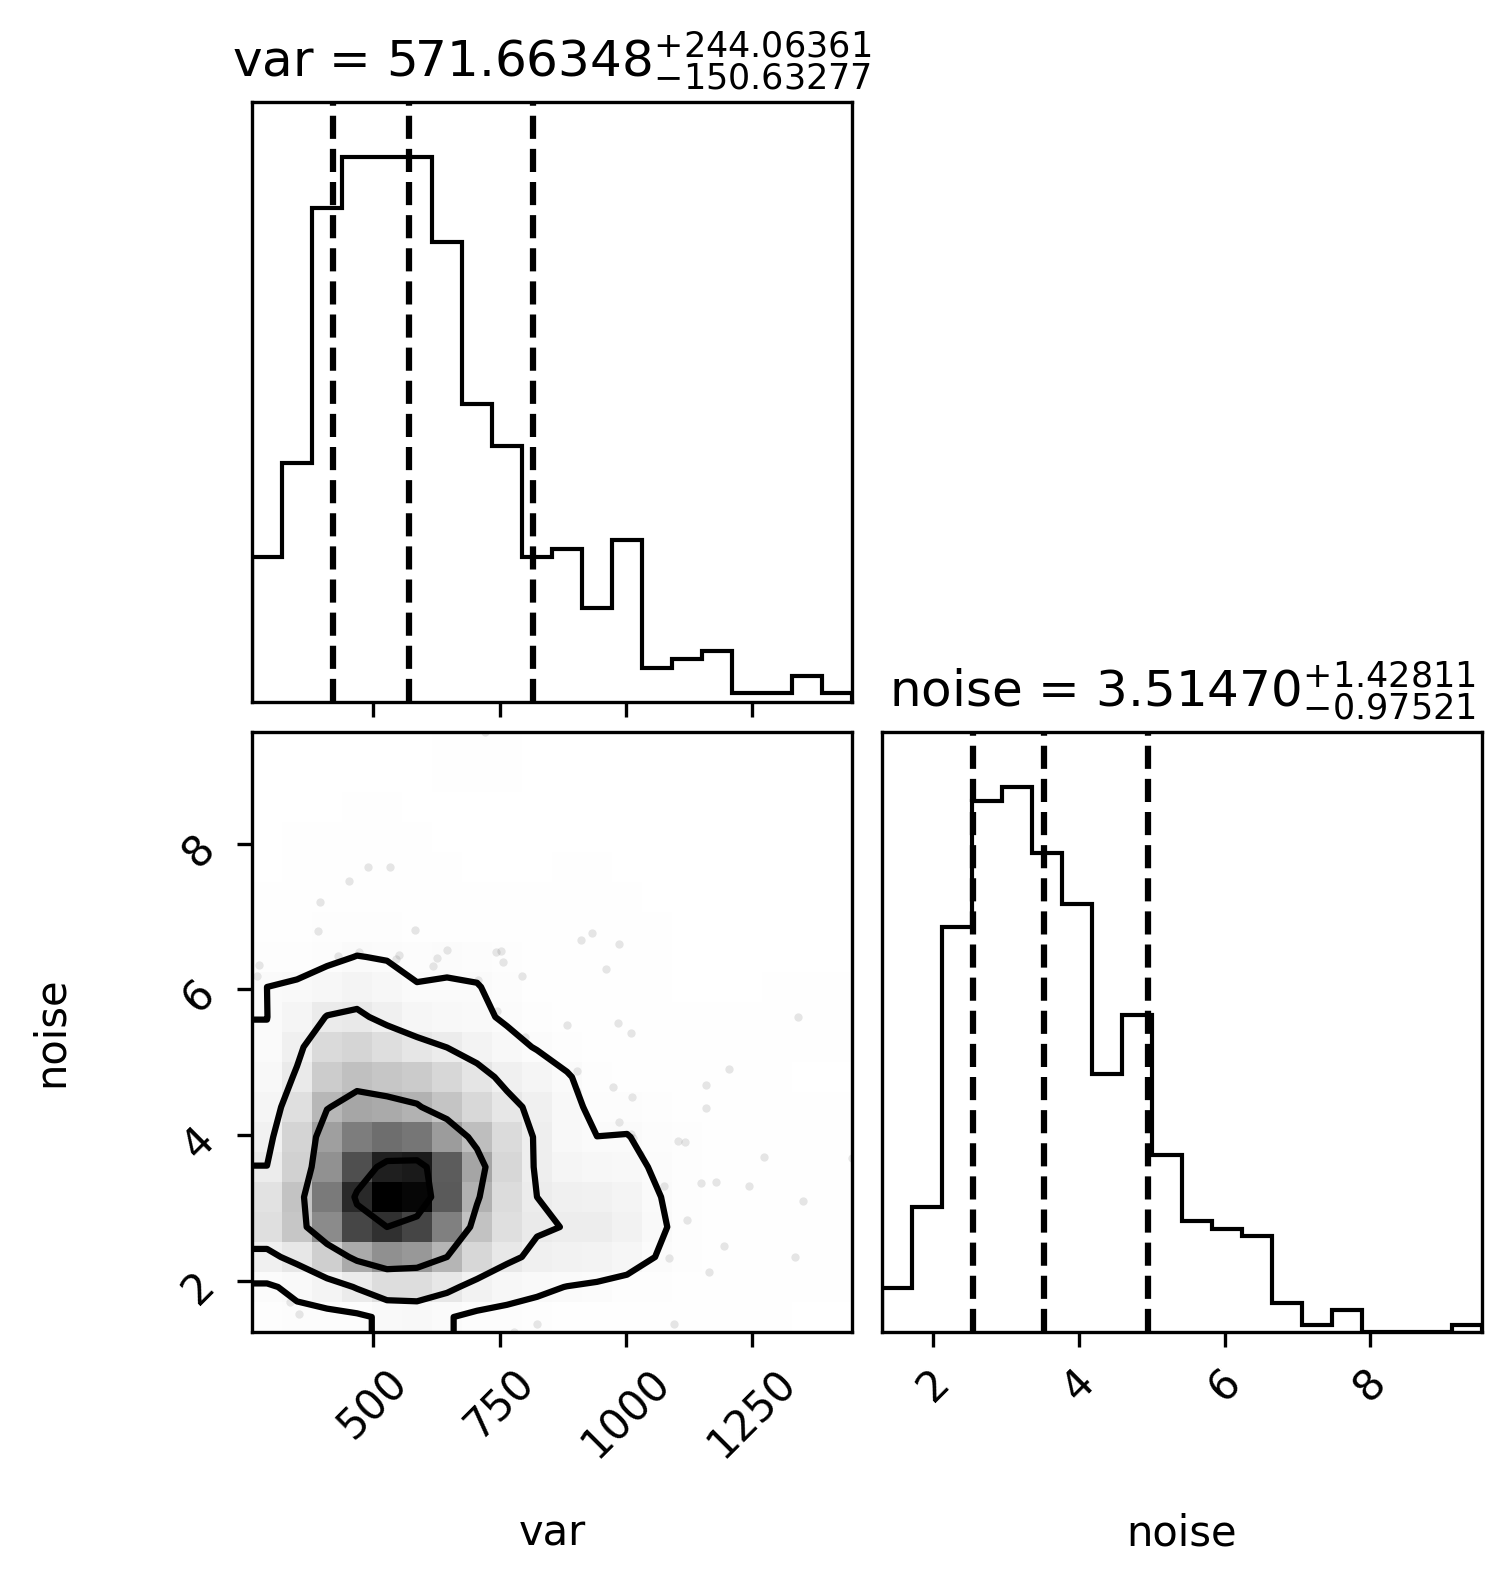 var = 571.66348+244.06361−150.63277
noise = 3.51470+1.42811−0.97521
8
6
4
2
noise
500 750 1000 1250
2 4 6 8
var
noise